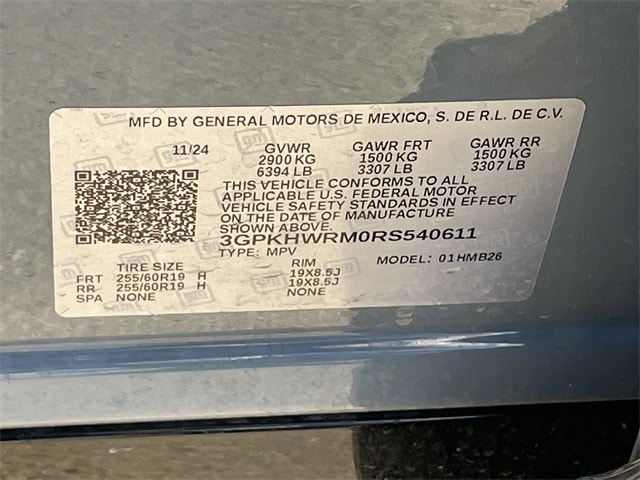 MFD BY GENERAL MOTORS DE MEXICO, S. DE R.L. DE C.V.
11/24 GVWR GAWR FRT GAWR RR
2900 KG 1500 KG 1500 KG
6394 LB 3307 LB 3307 LB
THIS VEHICLE CONFORMS TO ALL
APPLICABLE U.S. FEDERAL MOTOR
VEHICLE SAFETY STANDARDS IN EFFECT
ON THE DATE OF MANUFACTURE
SHOWN ABOVE.
3GPKHWRM0RS540611
TYPE: MPV MODEL: 01HMB26
TIRE SIZE RIM
FRT 255/60R19 H 19X8.5J
RR 255/60R19 H 19X8.5J
SPA NONE NONE